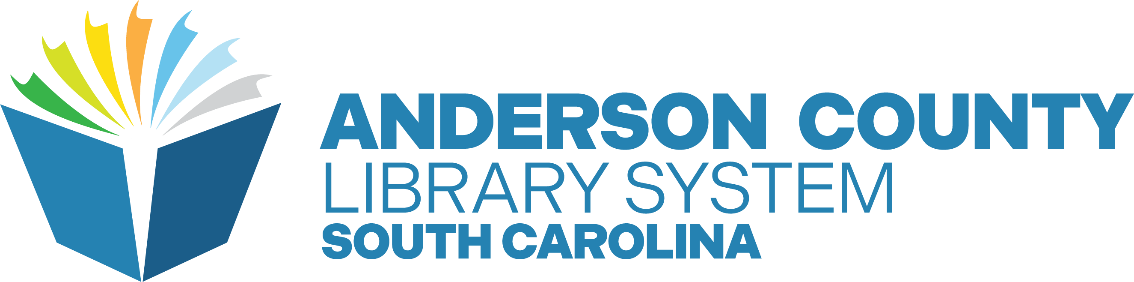 ANDERSON COUNTY
LIBRARY SYSTEM
SOUTH CAROLINA